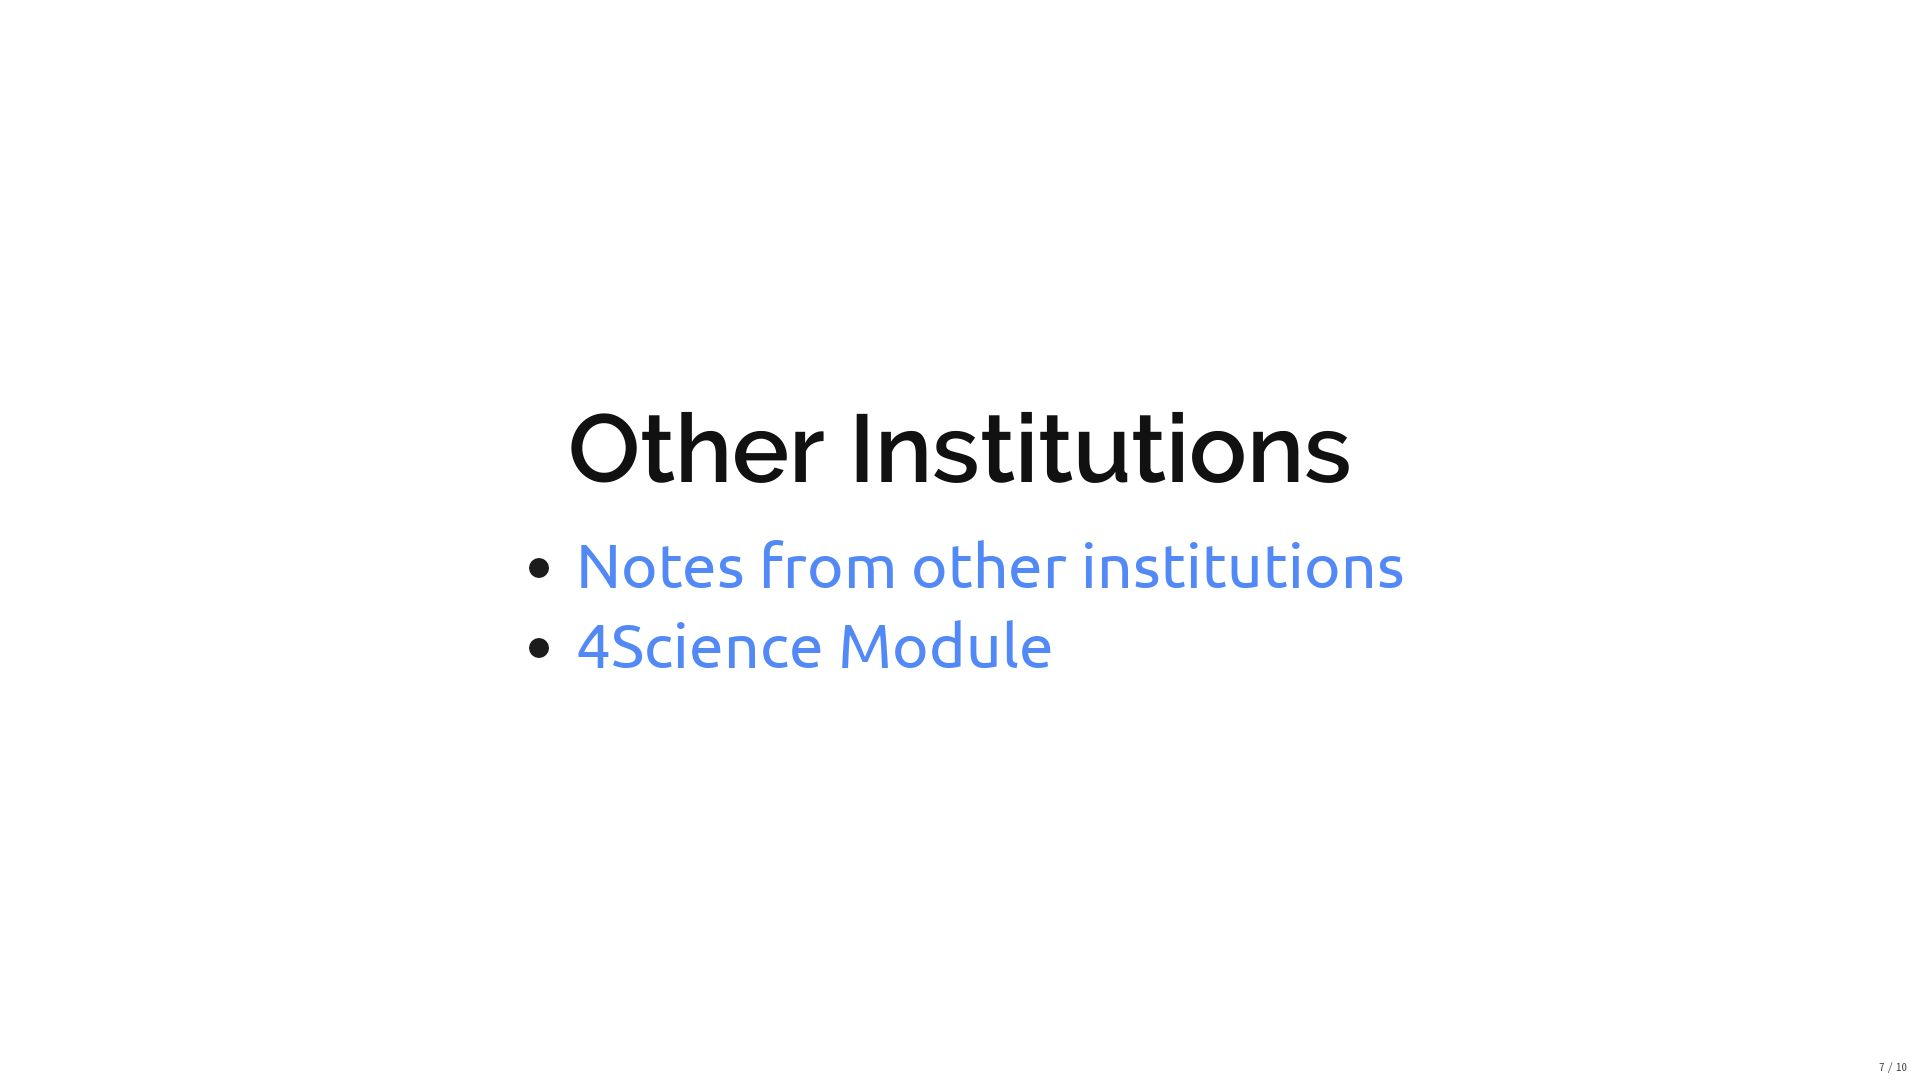 Other Institutions
Notes from other institutions
4Science Module
7 / 10